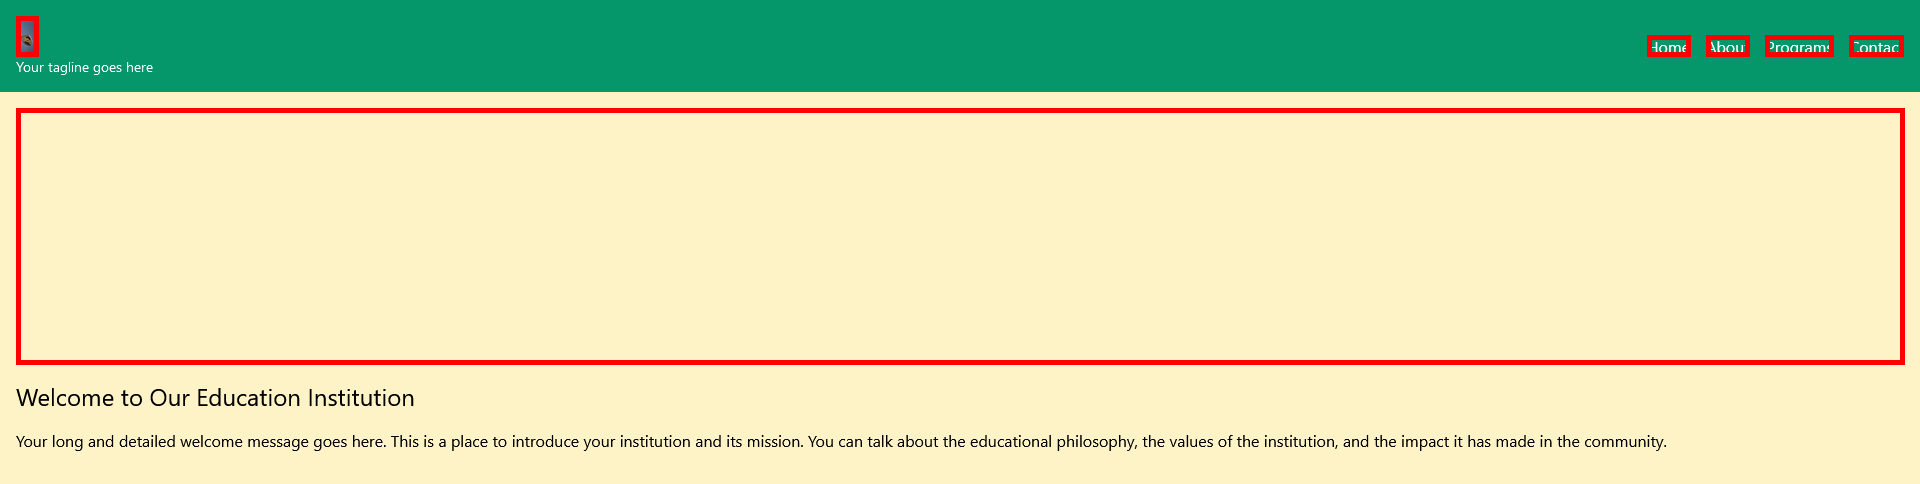 Your tagline goes here
Home About Programs Contact
Welcome to Our Education Institution
Your long and detailed welcome message goes here. This is a place to introduce your institution and its mission. You can talk about the educational philosophy, the values of the institution, and the impact it has made in the community.